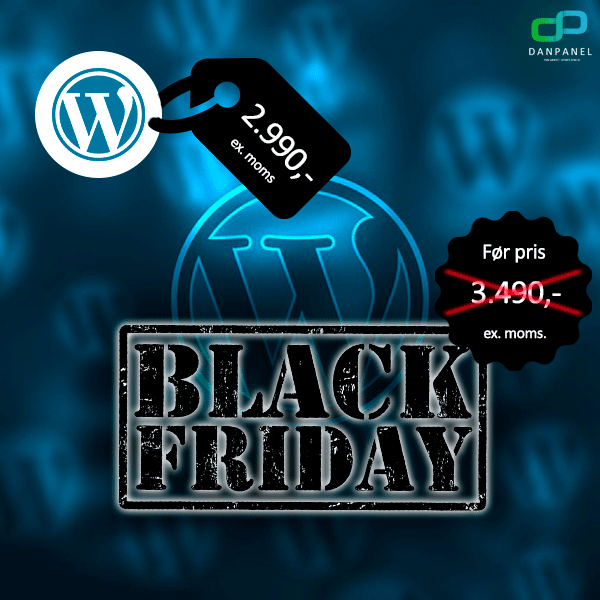 DANPANEL
2.990,-
ex. moms
Før pris
3.490,-
ex. moms.
BLACK
FRIDAY